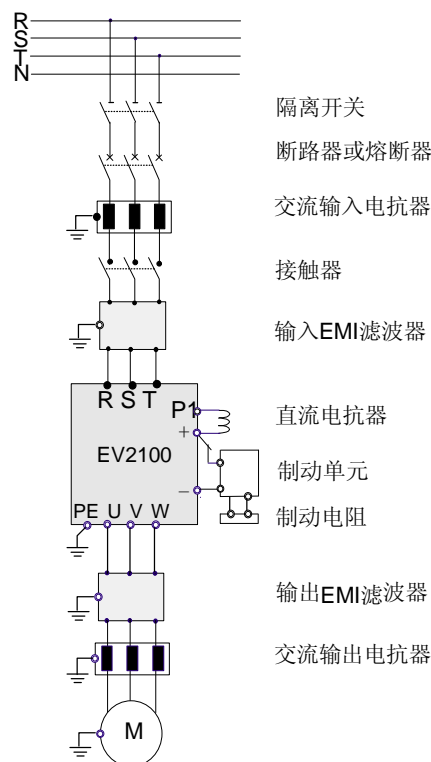 R
S
T
N
隔离开关
断路器或熔断器
交流输入电抗器
接触器
输入EMI滤波器
R S T
P1
直流电抗器
+
EV2100
制动单元
−
PE U V W
制动电阻
输出EMI滤波器
交流输出电抗器
M